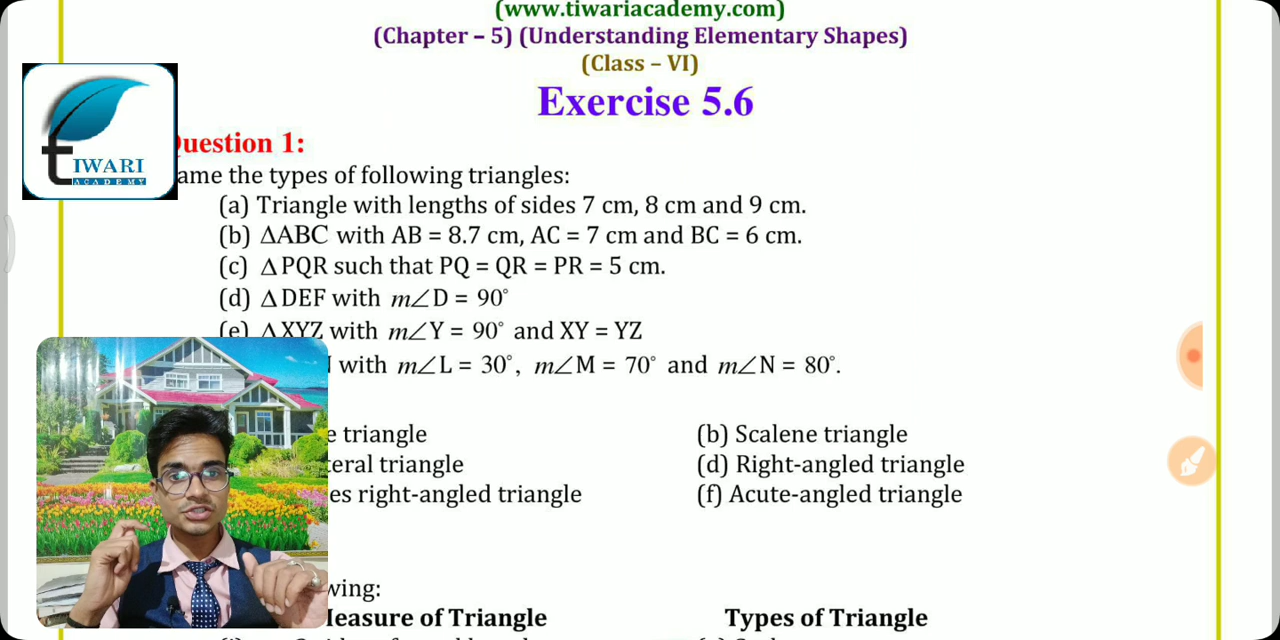 (www.tiwariacademy.com)
(Chapter – 5) (Understanding Elementary Shapes)
(Class – VI)
Exercise 5.6
TIWARI
ACADEMY
uestion 1:
ame the types of following triangles:
(a) Triangle with lengths of sides 7 cm, 8 cm and 9 cm.
(b) ΔABC with AB = 8.7 cm, AC = 7 cm and BC = 6 cm.
(c) ΔPQR such that PQ = QR = PR = 5 cm.
(d) ΔDEF with m∠D = 90°
(e) ΔXYZ with m∠Y = 90° and XY = YZ
with m∠L = 30°, m∠M = 70° and m∠N = 80°.
e triangle (b) Scalene triangle
teral triangle (d) Right-angled triangle
es right-angled triangle (f) Acute-angled triangle
wing:
easure of Triangle Types of Triangle